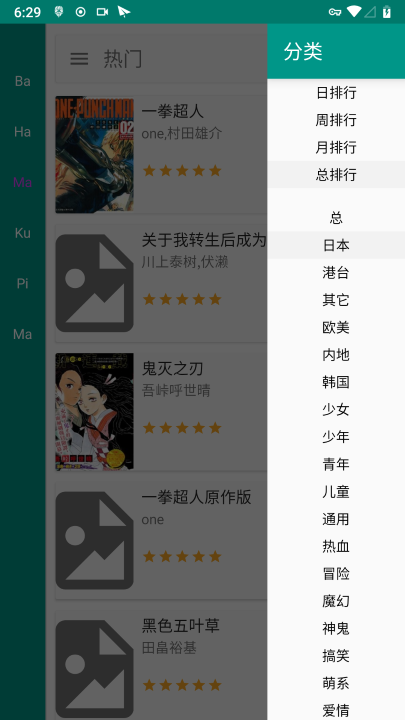 6:29
Ba
Ha
Ma
Ku
Pi
Ma
热门
ONE-PUNCH MAN
02
一拳超人
one,村田雄介
关于我转生后成为
川上泰树,伏濑
鬼灭之刃
吾峠呼世晴
一拳超人原作版
one
黑色五叶草
田畠裕基
分类
日排行
周排行
月排行
总排行
总
日本
港台
其它
欧美
内地
韩国
少女
少年
青年
儿童
通用
热血
冒险
魔幻
神鬼
搞笑
萌系
爱情